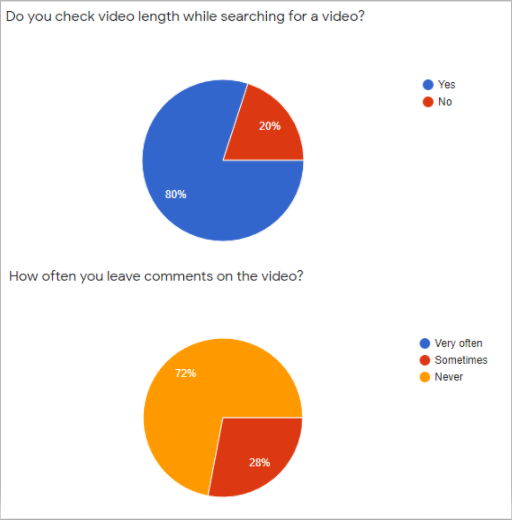 Do you check video length while searching for a video?
Yes
No
20%
80%
How often you leave comments on the video?
Very often
Sometimes
Never
72%
28%